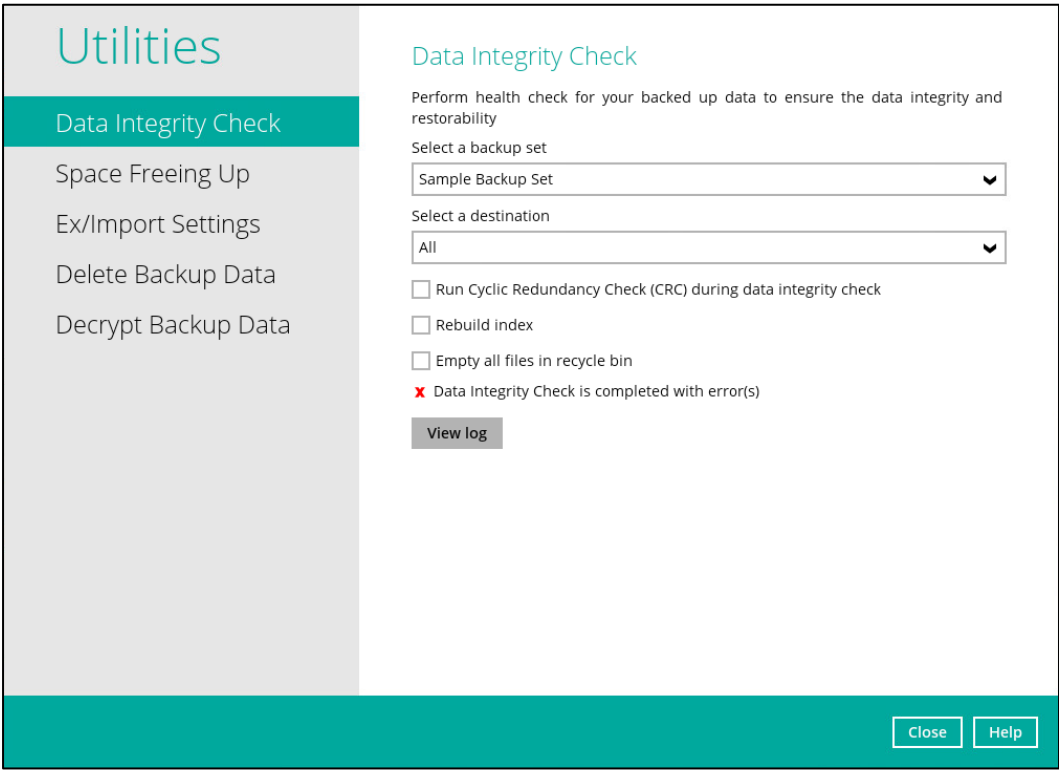 Utilities
Data Integrity Check
Space Freeing Up
Ex/Import Settings
Delete Backup Data
Decrypt Backup Data
Data Integrity Check
Perform health check for your backed up data to ensure the data integrity and
restorability
Select a backup set
Sample Backup Set
Select a destination
All
Run Cyclic Redundancy Check (CRC) during data integrity check
Rebuild index
Empty all files in recycle bin
x Data Integrity Check is completed with error(s)
View log
Close Help